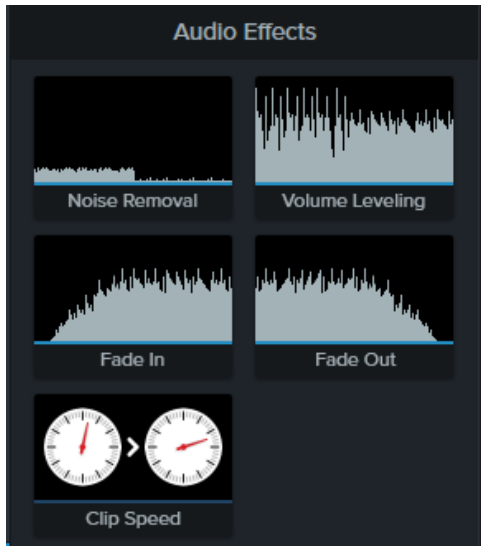 Audio Effects
Noise Removal
Volume Leveling
Fade In
Fade Out
Clip Speed